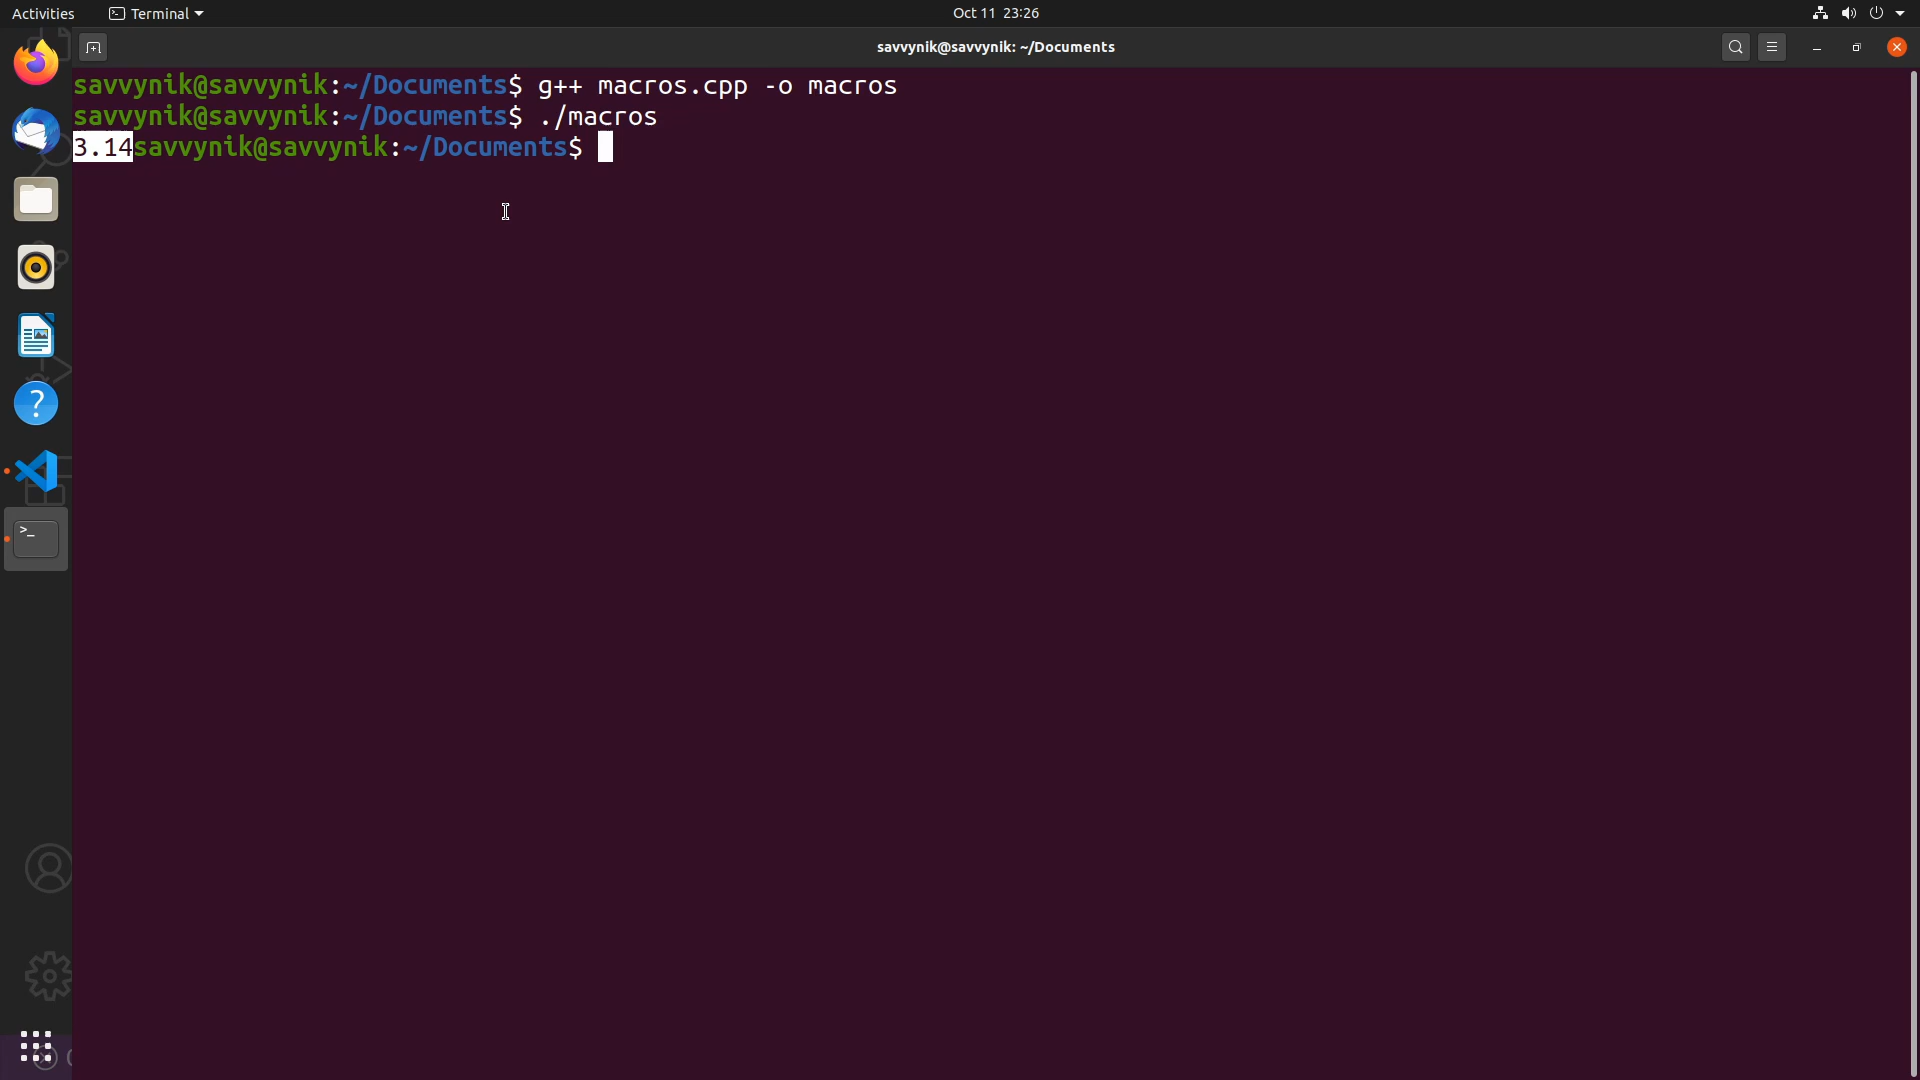 Activities Terminal Oct 11 23:26
savvynik@savvynik: ~/Documents
savvynik@savvynik:~/Documents$ g++ macros.cpp -o macros
savvynik@savvynik:~/Documents$ ./macros
3.14savvynik@savvynik:~/Documents$
?
>_